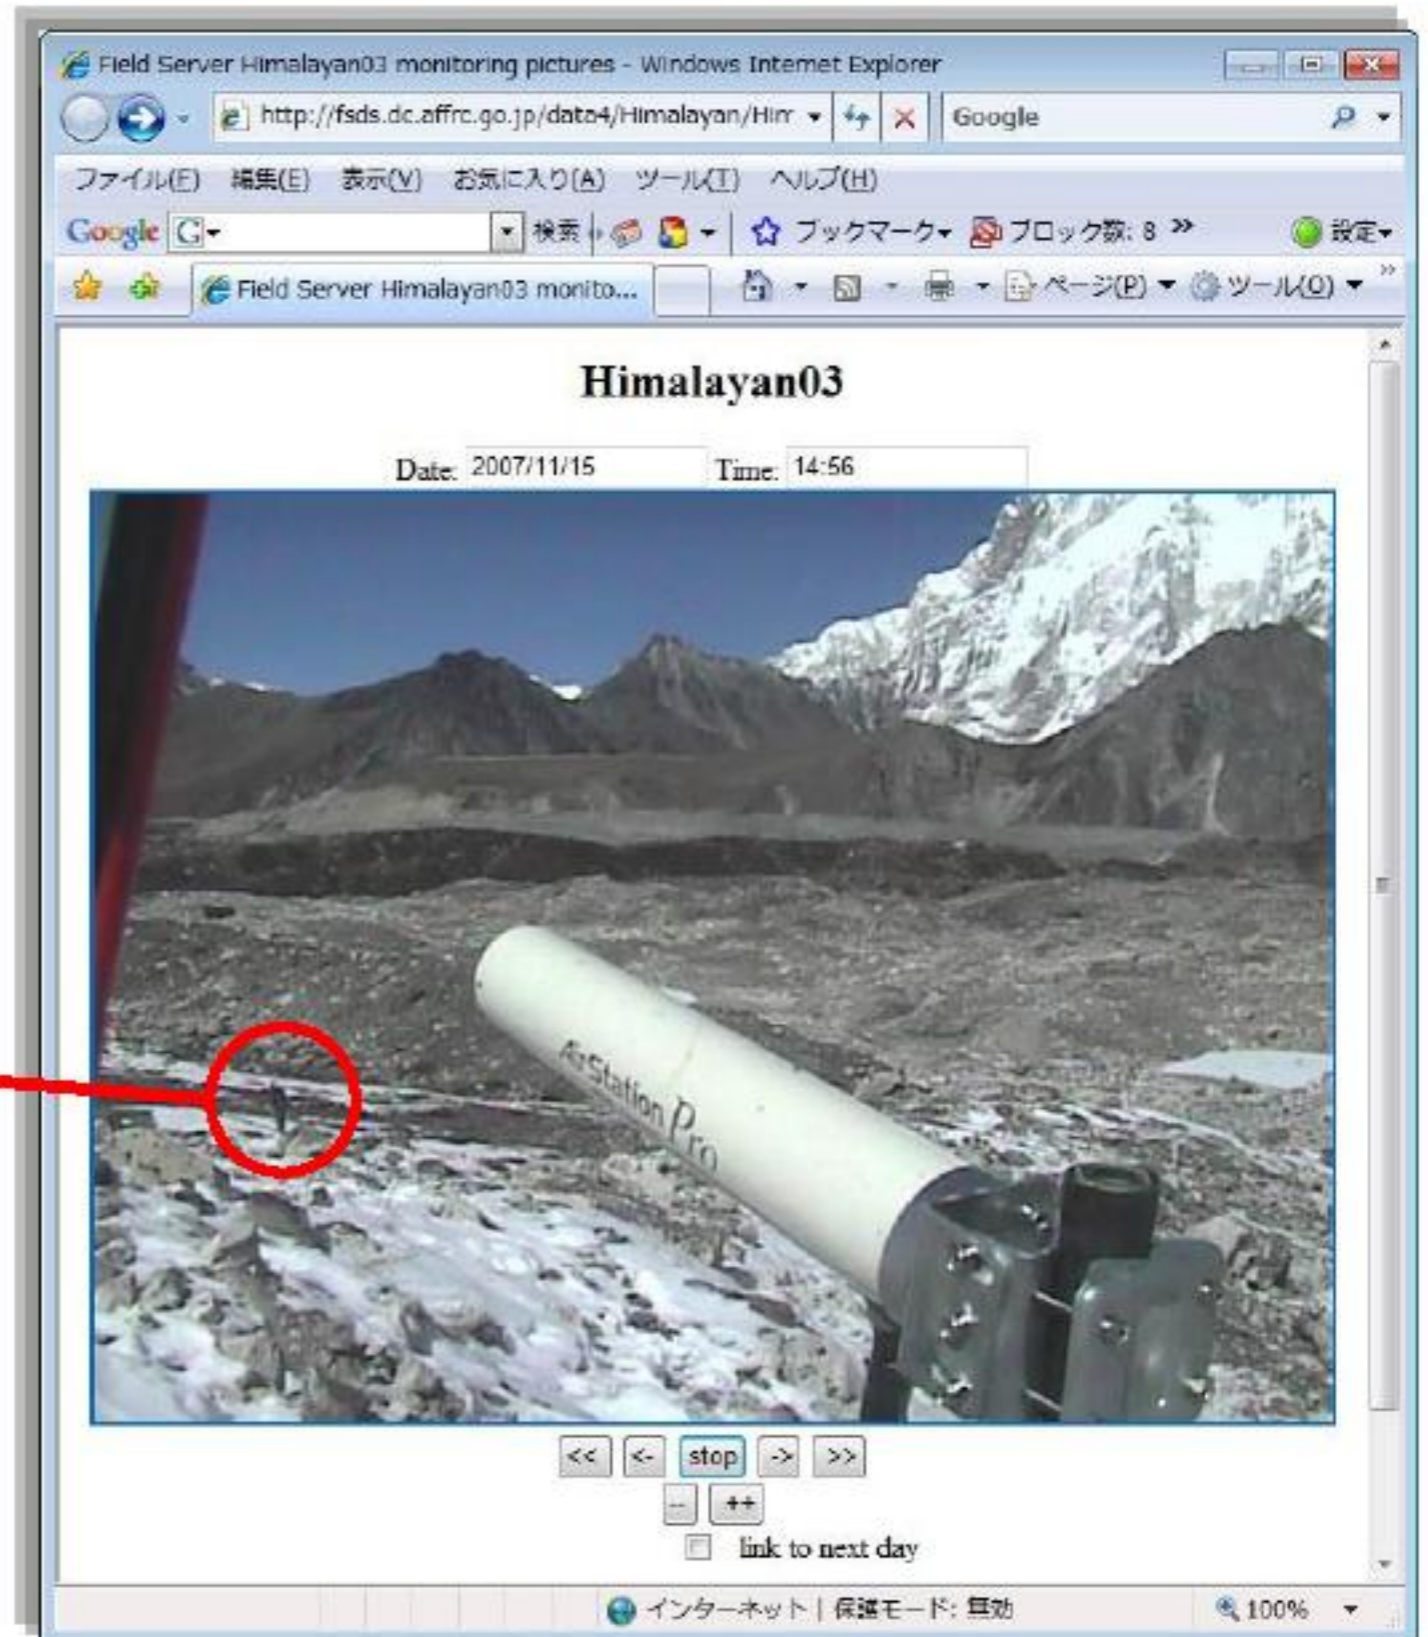 Field Server Himalayan03 monitoring pictures - Windows Internet Explorer
http://fsds.dc.affrc.go.jp/data4/Himalayan/Him Google
ファイル(F) 編集(E) 表示(V) お気に入り(A) ツール(T) ヘルプ(H)
Google G 検索 ブックマーク ブロック数: 8 » 設定
Field Server Himalayan03 monito... ページ(P) ツール(O) »
Himalayan03
Date: 2007/11/15 Time: 14:56
AirStation Pro
<< <- stop -> >>
-- ++
link to next day
インターネット | 保護モード: 無効 100%